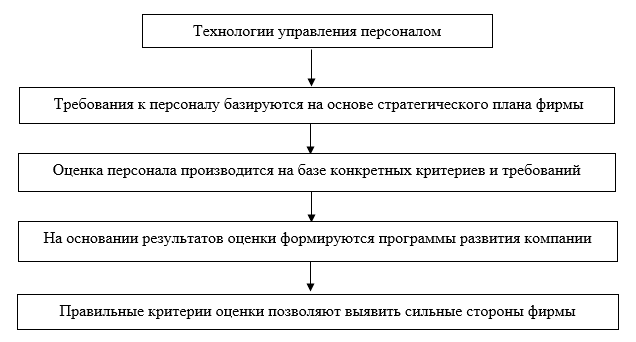 Технологии управления персоналом
Требования к персоналу базируются на основе стратегического плана фирмы
Оценка персонала производится на базе конкретных критериев и требований
На основании результатов оценки формируются программы развития компании
Правильные критерии оценки позволяют выявить сильные стороны фирмы